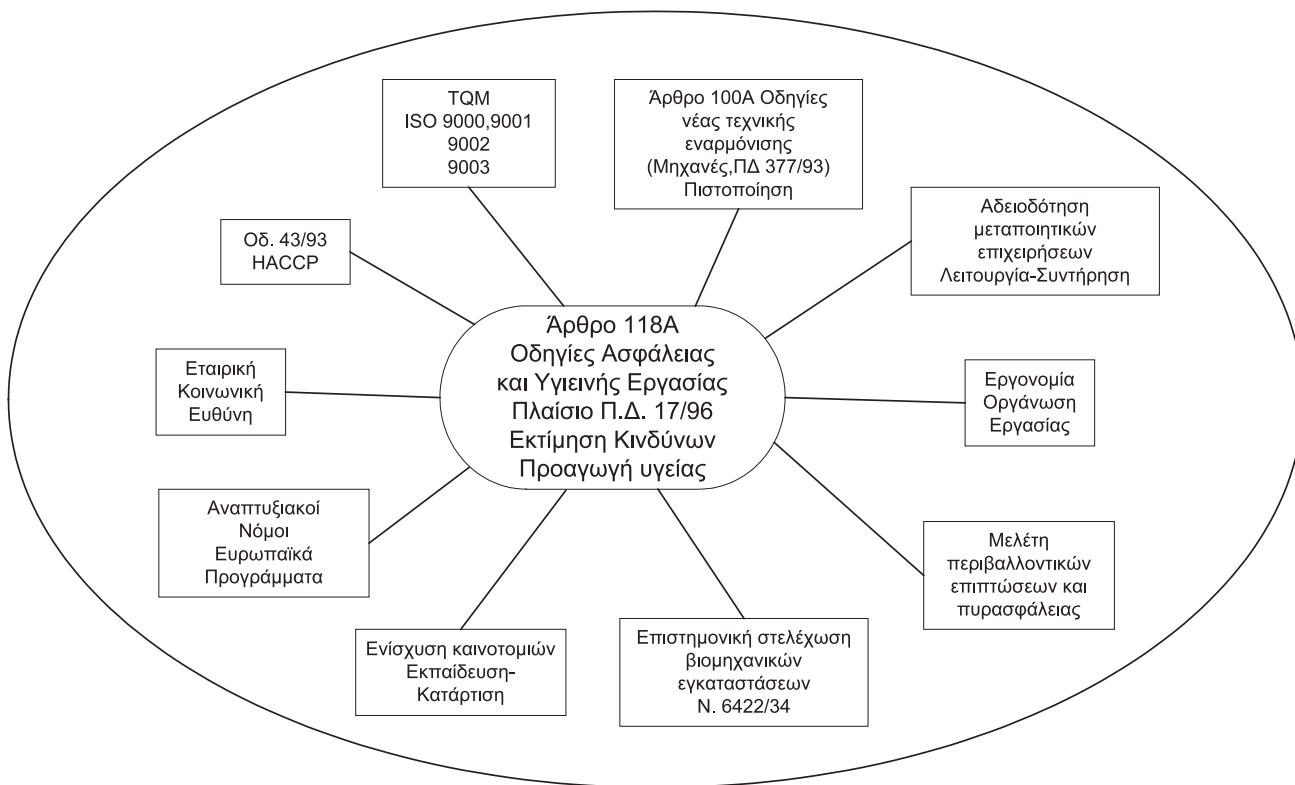 TQM
ISO 9000,9001
9002
9003
Άρθρο 100Α Οδηγίες
νέας τεχνικής
εναρμόνισης
(Μηχανές,ΠΔ 377/93)
Πιστοποίηση
Αδειοδότηση
μεταποιητικών
επιχειρήσεων
Λειτουργία-Συντήρηση
Οδ. 43/93
HACCP
Άρθρο 118Α
Οδηγίες Ασφάλειας
και Υγιεινής Εργασίας
Πλαίσιο Π.Δ. 17/96
Εκτίμηση Κινδύνων
Προαγωγή υγείας
Εταιρική
Κοινωνική
Ευθύνη
Εργονομία
Οργάνωση
Εργασίας
Αναπτυξιακοί
Νόμοι
Ευρωπαϊκά
Προγράμματα
Μελέτη
περιβαλλοντικών
επιπτώσεων και
πυρασφάλειας
Ενίσχυση καινοτομιών
Εκπαίδευση-
Κατάρτιση
Επιστημονική στελέχωση
βιομηχανικών
εγκαταστάσεων
Ν. 6422/34